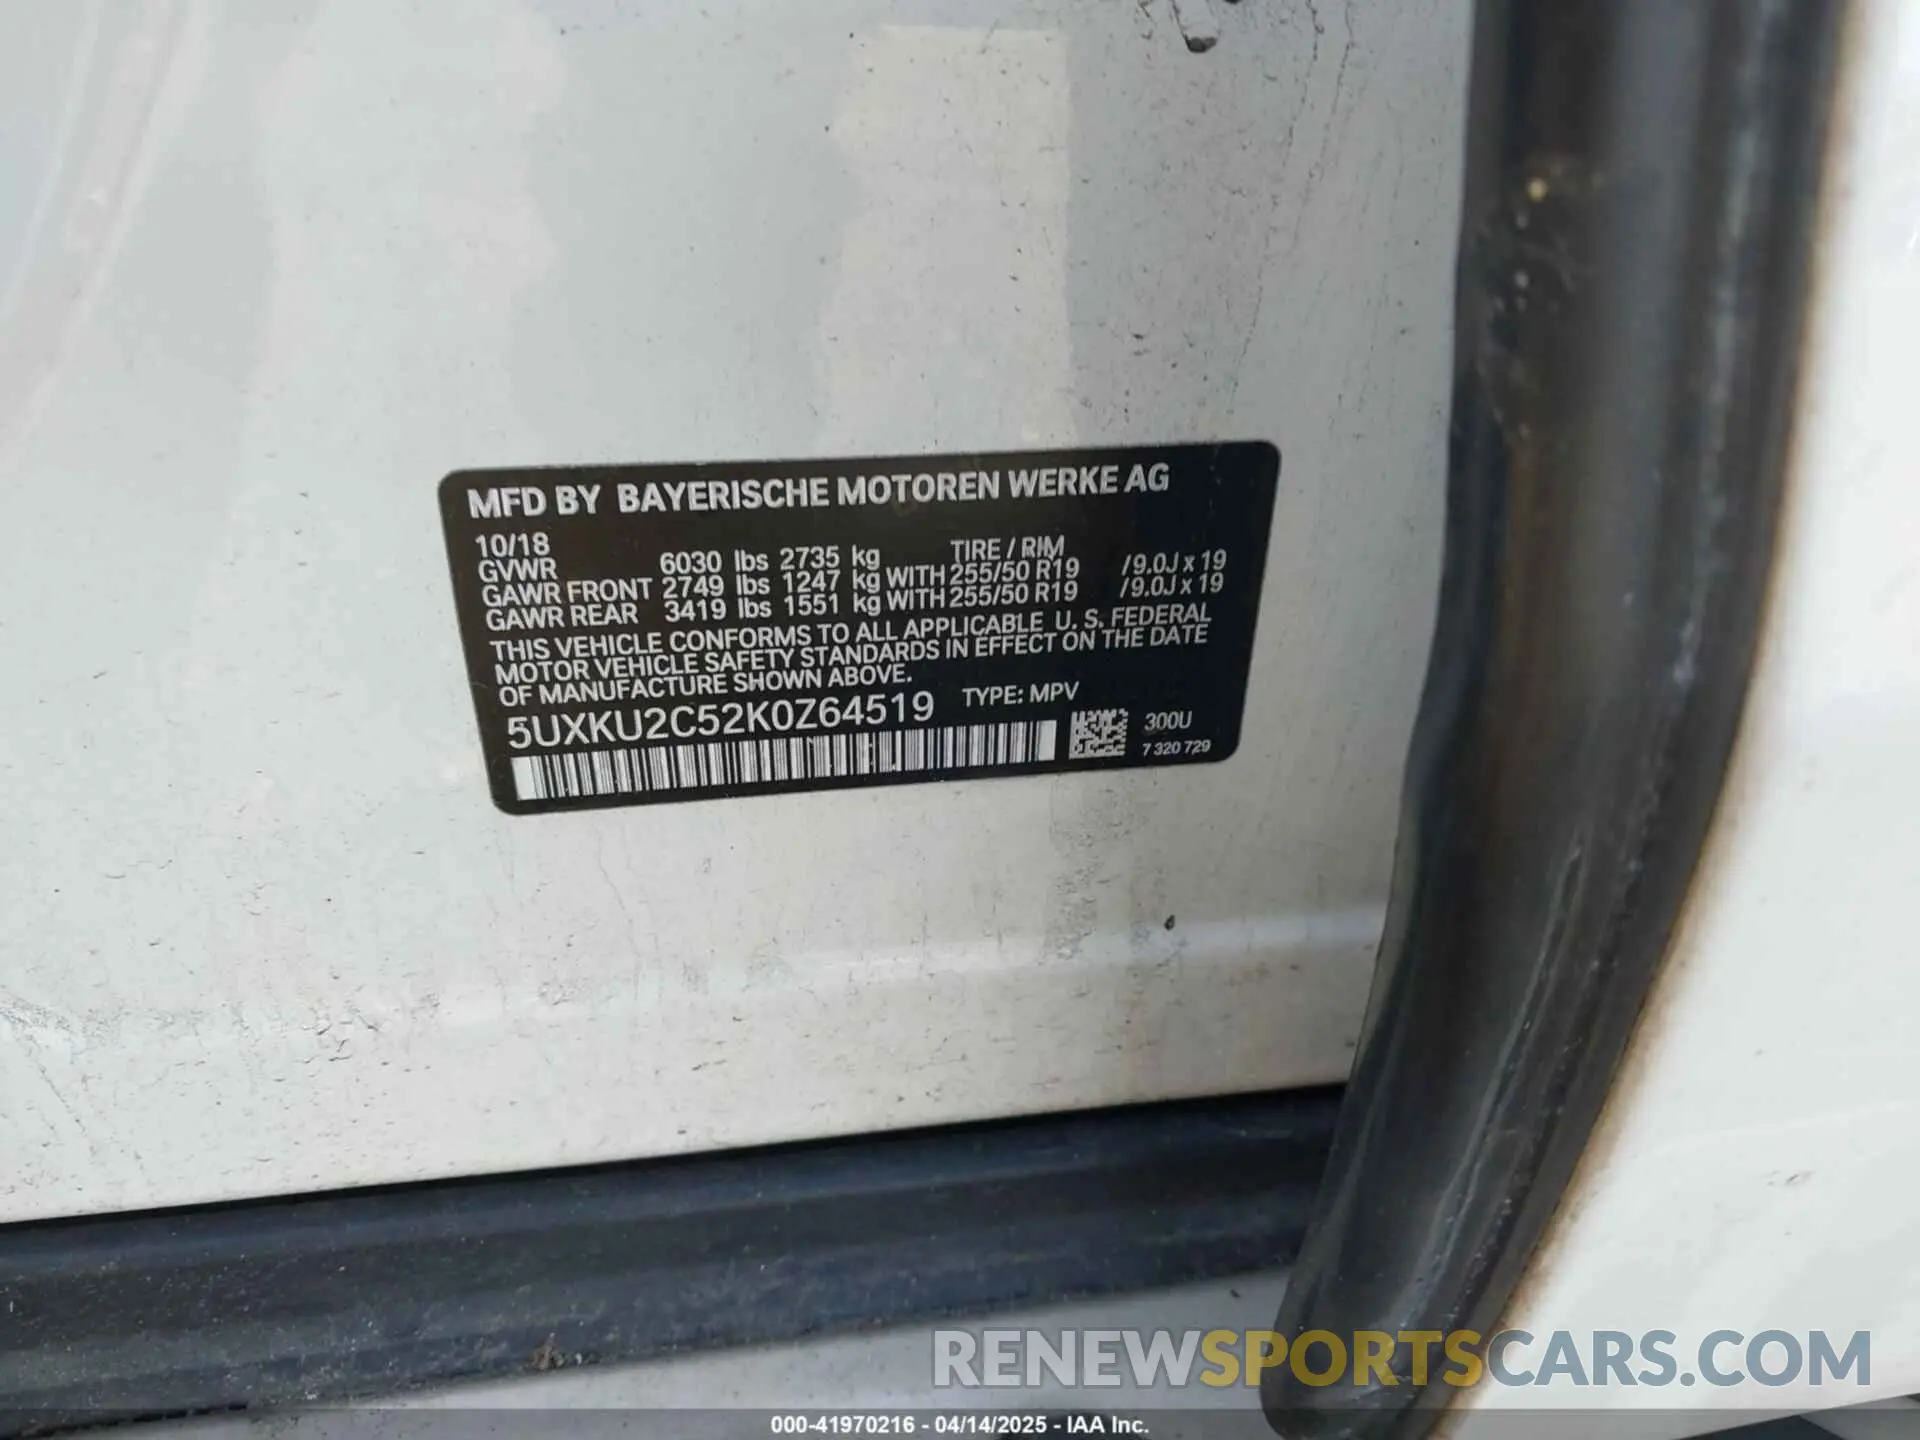 MFD BY BAYERISCHE MOTOREN WERKE AG
10/18 TIRE / RIM
GVWR 6030 lbs 2735 kg
GAWR FRONT 2749 lbs 1247 kg WITH 255/50 R19 /9.0J x 19
GAWR REAR 3419 lbs 1551 kg WITH 255/50 R19 /9.0J x 19
THIS VEHICLE CONFORMS TO ALL APPLICABLE U. S. FEDERAL
MOTOR VEHICLE SAFETY STANDARDS IN EFFECT ON THE DATE
OF MANUFACTURE SHOWN ABOVE.
5UXKU2C52K0Z64519 TYPE: MPV
300U
7 320 729
RENEWSPORTSCARS.COM
000-41970216 - 04/14/2025 - IAA Inc.